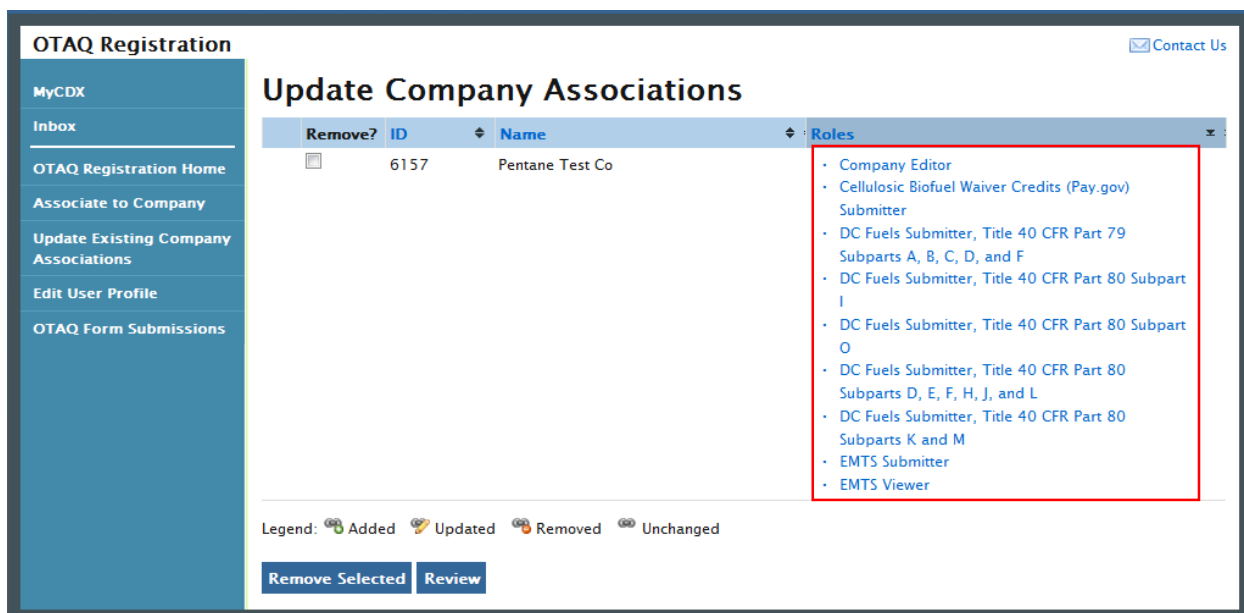 OTAQ Registration
Contact Us
MyCDX
Inbox
OTAQ Registration Home
Associate to Company
Update Existing Company
Associations
Edit User Profile
OTAQ Form Submissions
Update Company Associations
Remove? ID Name Roles
6157 Pentane Test Co
· Company Editor
· Cellulosic Biofuel Waiver Credits (Pay.gov)
Submitter
· DC Fuels Submitter, Title 40 CFR Part 79
Subparts A, B, C, D, and F
· DC Fuels Submitter, Title 40 CFR Part 80 Subpart
I
· DC Fuels Submitter, Title 40 CFR Part 80 Subpart
O
· DC Fuels Submitter, Title 40 CFR Part 80
Subparts D, E, F, H, J, and L
· DC Fuels Submitter, Title 40 CFR Part 80
Subparts K and M
· EMTS Submitter
· EMTS Viewer
Legend: Added Updated Removed Unchanged
Remove Selected Review